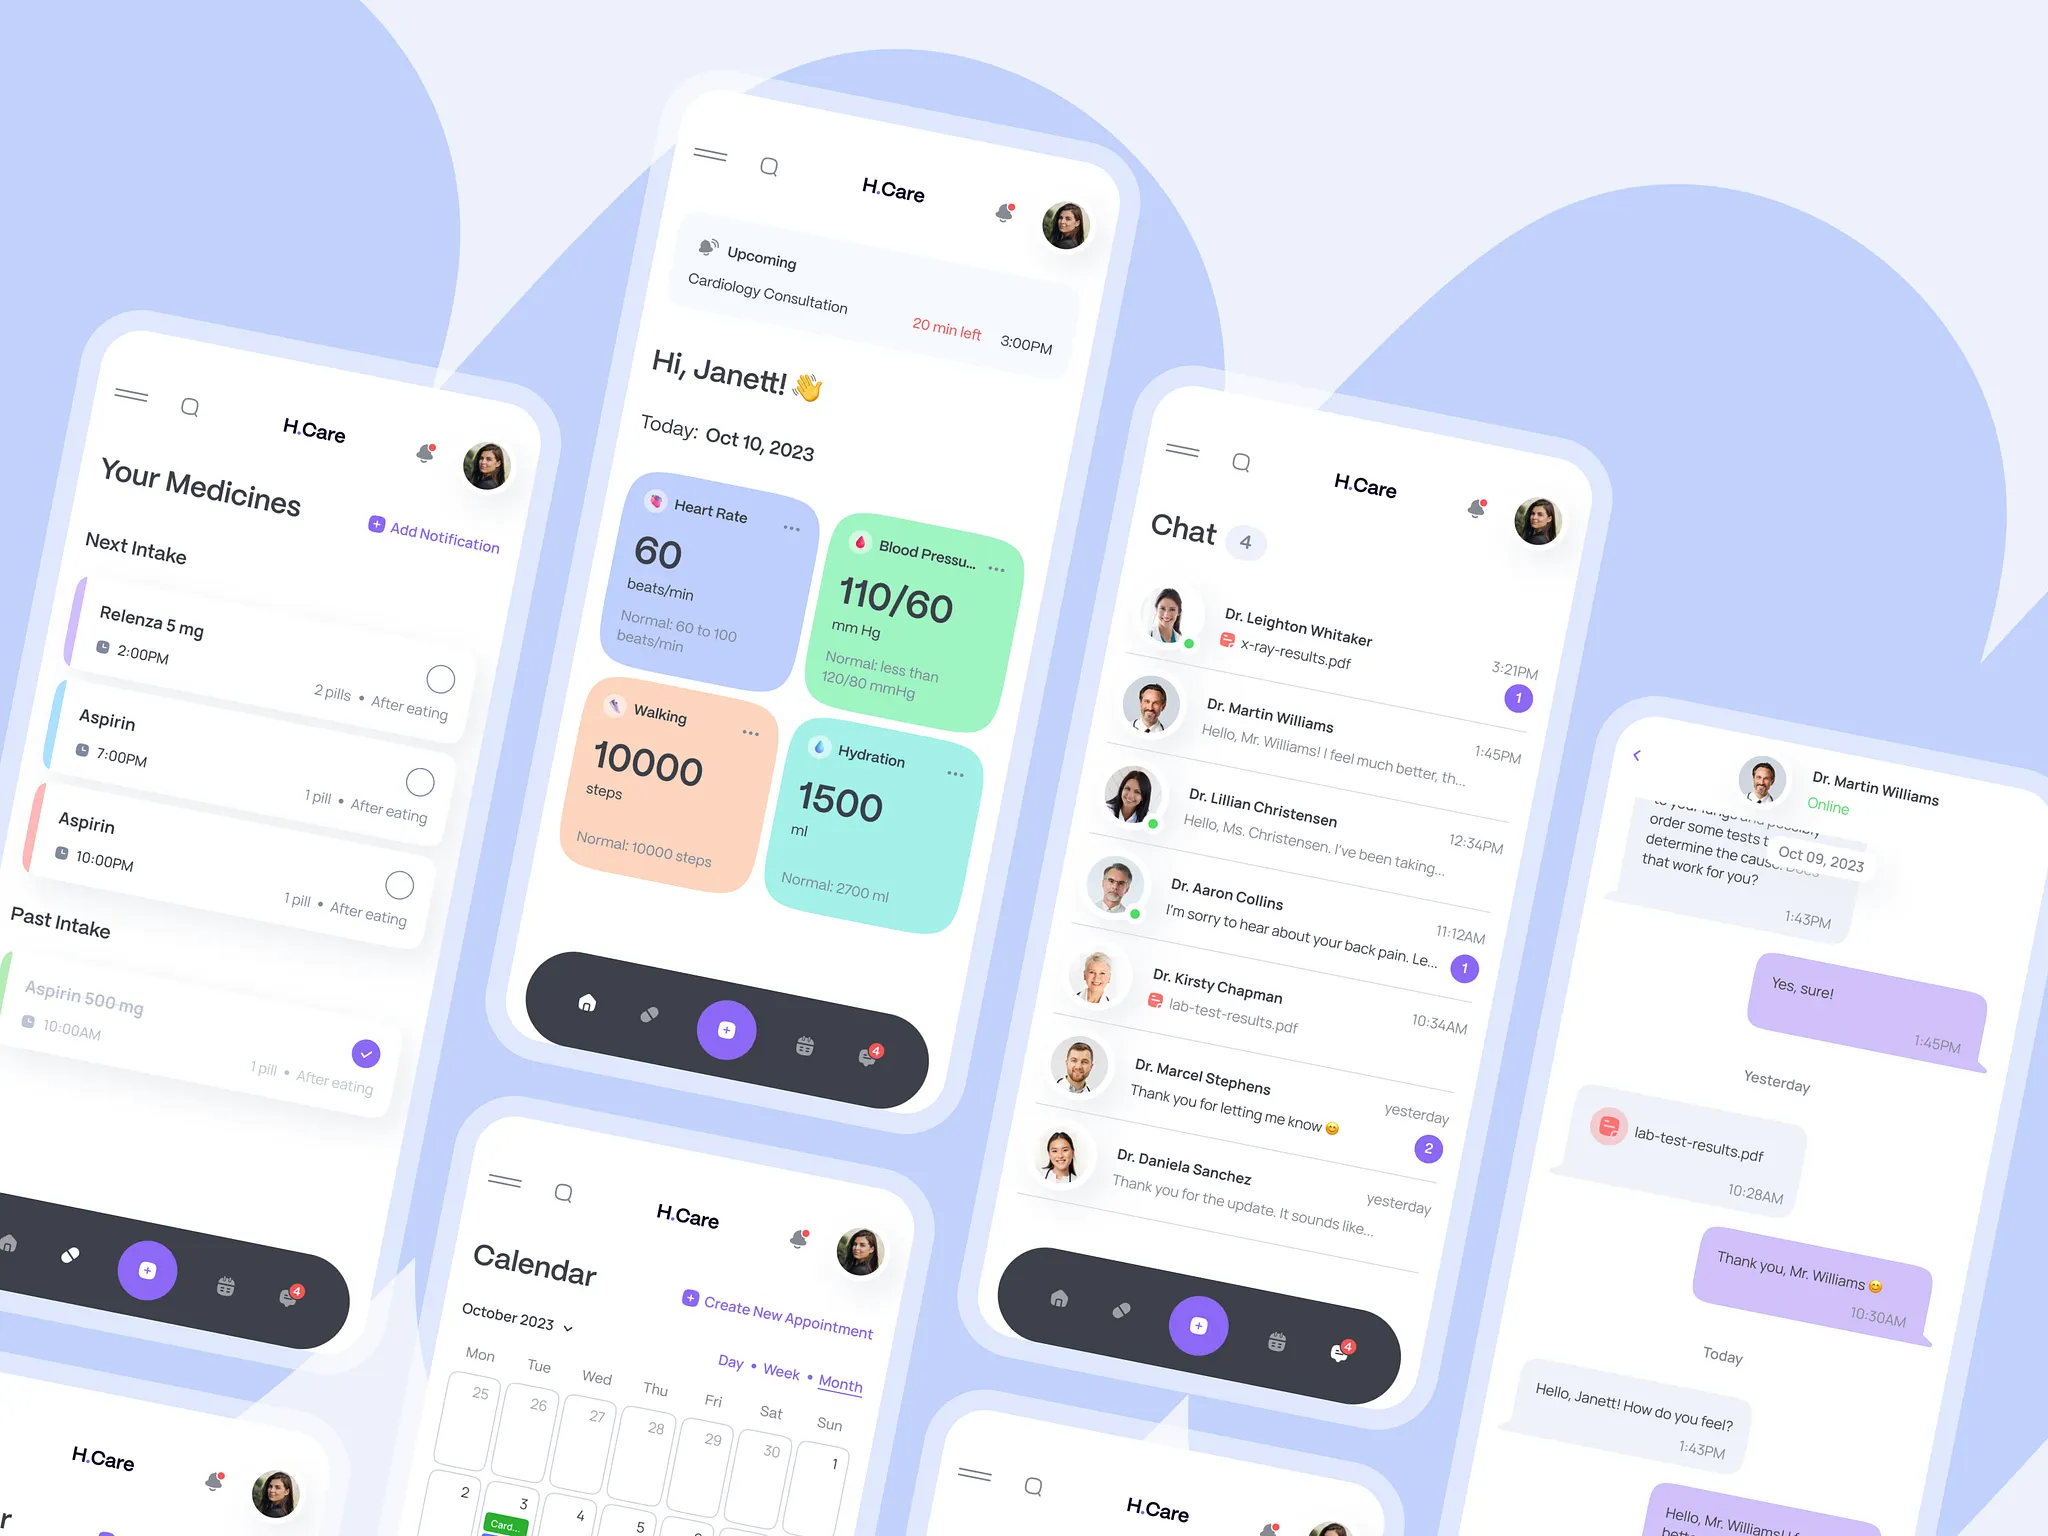 H.Care
Your Medicines
Add Notification
Next Intake
Relenza 5 mg
2:00PM
2 pills • After eating
Aspirin
7:00PM
1 pill • After eating
Aspirin
10:00PM
1 pill • After eating
Past Intake
Aspirin 500 mg
10:00AM
1 pill • After eating
4
H.Care
r
H.Care
Upcoming
Cardiology Consultation
20 min left 3:00PM
Hi, Janett! 👋
Today: Oct 10, 2023
Heart Rate
60
beats/min
Normal: 60 to 100
beats/min
Blood Pressu...
110/60
mm Hg
Normal: less than
120/80 mmHg
Walking
10000
steps
Normal: 10000 steps
Hydration
1500
ml
Normal: 2700 ml
4
H.Care
Calendar
Create New Appointment
October 2023
Day • Week • Month
Mon Tue Wed Thu Fri Sat Sun
25 26 27 28 29 30 1
2 3 4 5
Card...
H.Care
Chat 4
Dr. Leighton Whitaker
x-ray-results.pdf
3:21PM
1
Dr. Martin Williams
Hello, Mr. Williams! I feel much better, th...
1:45PM
Dr. Lillian Christensen
Hello, Ms. Christensen. I've been taking...
12:34PM
Dr. Aaron Collins
I'm sorry to hear about your back pain. Le...
11:12AM
1
Dr. Kirsty Chapman
lab-test-results.pdf
10:34AM
Dr. Marcel Stephens
Thank you for letting me know 😊
yesterday
2
Dr. Daniela Sanchez
Thank you for the update. It sounds like...
yesterday
4
H.Care
Dr. Martin Williams
Online
to your lungs and possibly
order some tests t
Oct 09, 2023
determine the cause. Does
that work for you?
1:43PM
Yes, sure!
1:45PM
Yesterday
lab-test-results.pdf
10:28AM
Thank you, Mr. Williams 😊
10:30AM
Today
Hello, Janett! How do you feel?
1:43PM
Hello, Mr. Williams! I